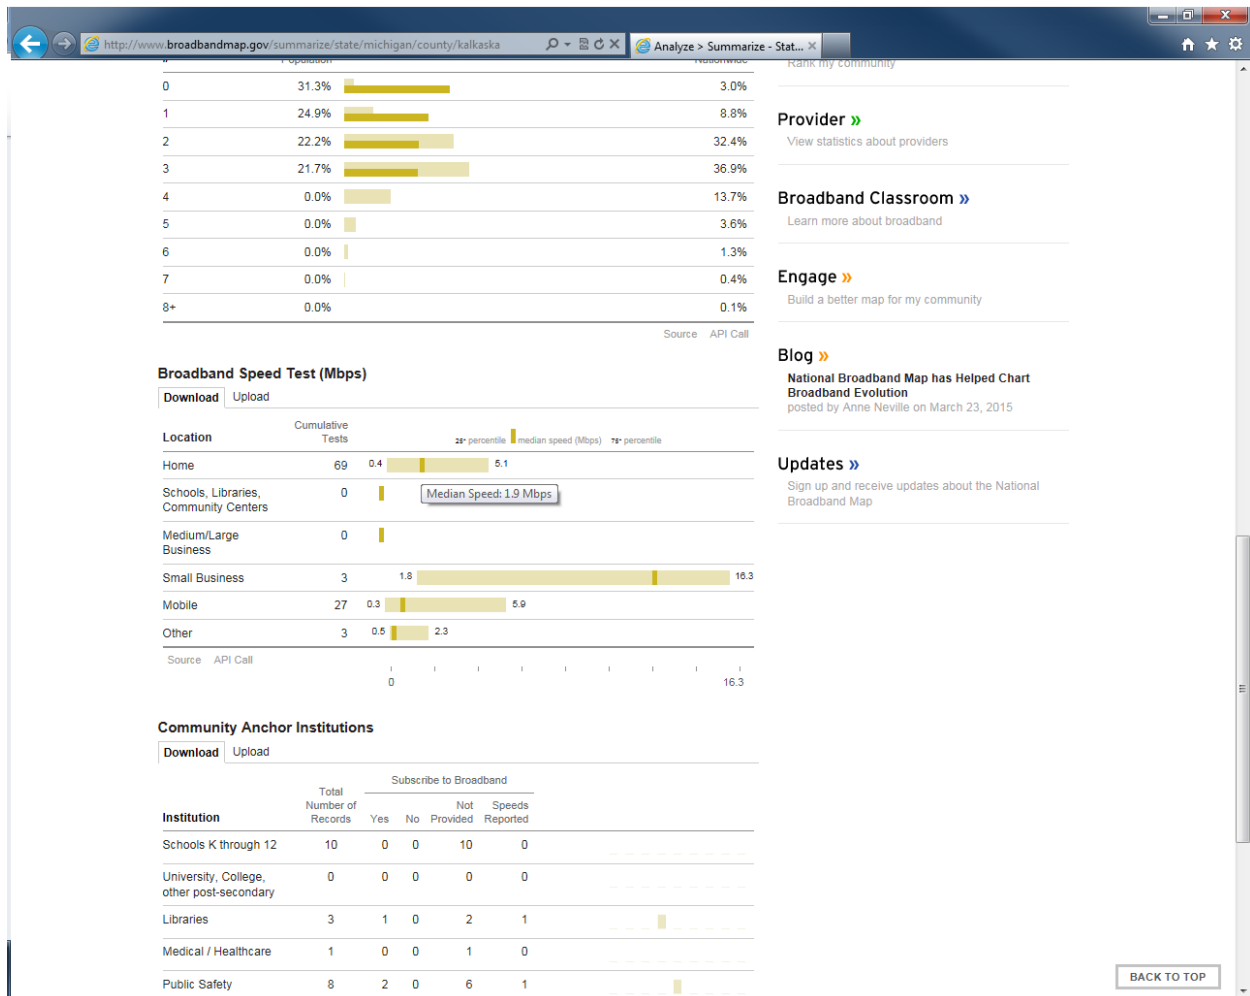 http://www.broadbandmap.gov/summarize/state/michigan/county/kalkaska
Analyze > Summarize - Stat...
# Population Nationwide
0 31.3% 3.0%
1 24.9% 8.8%
2 22.2% 32.4%
3 21.7% 36.9%
4 0.0% 13.7%
5 0.0% 3.6%
6 0.0% 1.3%
7 0.0% 0.4%
8+ 0.0% 0.1%
Source API Call
Broadband Speed Test (Mbps)
Download Upload
Cumulative
Location Tests 25th percentile median speed (Mbps) 75th percentile
Home 69 0.4 5.1
Schools, Libraries, 0
Community Centers
Median Speed: 1.9 Mbps
Medium/Large 0
Business
Small Business 3 1.8 16.3
Mobile 27 0.3 5.9
Other 3 0.5 2.3
Source API Call
0 16.3
Community Anchor Institutions
Download Upload
Subscribe to Broadband
Total
Number of Not Speeds
Institution Records Yes No Provided Reported
Schools K through 12 10 0 0 10 0
University, College, 0 0 0 0 0
other post-secondary
Libraries 3 1 0 2 1
Medical / Healthcare 1 0 0 1 0
Public Safety 8 2 0 6 1
Rank my community
Provider »
View statistics about providers
Broadband Classroom »
Learn more about broadband
Engage »
Build a better map for my community
Blog »
National Broadband Map has Helped Chart
Broadband Evolution
posted by Anne Neville on March 23, 2015
Updates »
Sign up and receive updates about the National
Broadband Map
BACK TO TOP